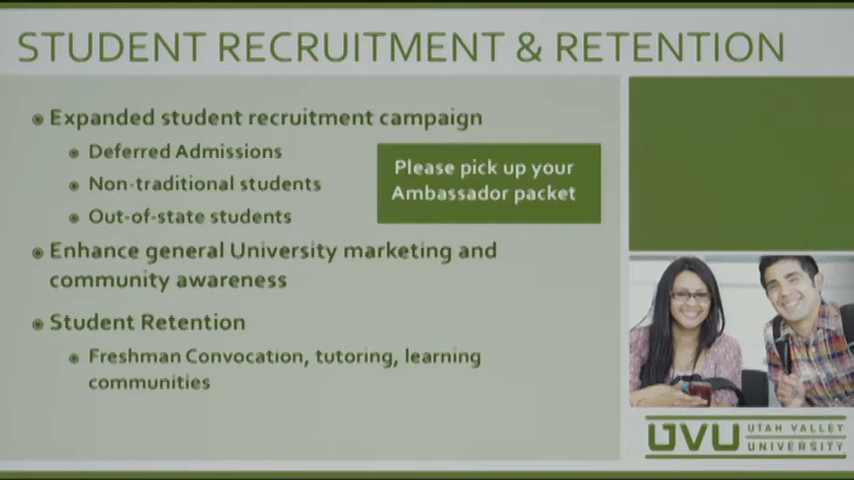 STUDENT RECRUITMENT & RETENTION
Expanded student recruitment campaign
Deferred Admissions
Non-traditional students
Out-of-state students
Please pick up your
Ambassador packet
Enhance general University marketing and
community awareness
Student Retention
Freshman Convocation, tutoring, learning
communities
UVU
UTAH VALLEY
UNIVERSITY